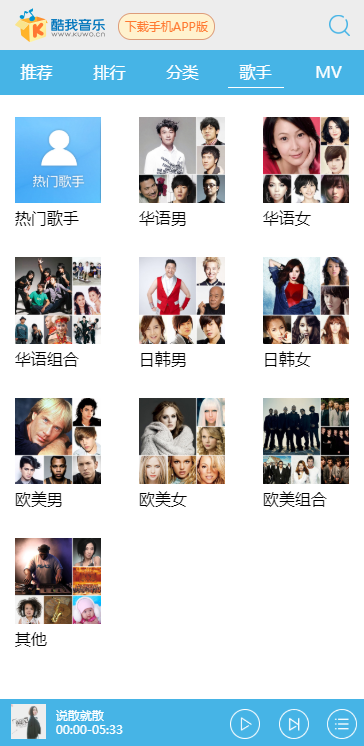 酷我音乐
WWW.KUWO.CN
下载手机APP版
推荐 排行 分类 歌手 MV
热门歌手
热门歌手 华语男 华语女
华语组合 日韩男 日韩女
欧美男 欧美女 欧美组合
其他
说散就散
00:00-05:33